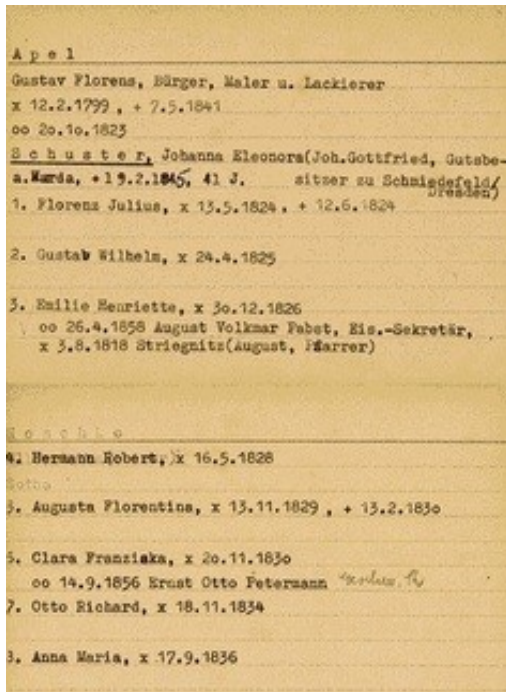 Apel
Gustav Florens, Bürger, Maler u. Lackierer
x 12.2.1799 , + 7.5.1841
oo 2o.1o.1823
Schuster, Johanna Eleonora(Joh.Gottfried, Gutsbe-
a.Marda, +19.2.1845, 41 J. sitzer zu Schmiedefeld/
Dresden)
1. Florenz Julius, x 13.5.1824 , + 12.6.1824
2. Gustav Wilhelm, x 24.4.1825
3. Emilie Henriette, x 3o.12.1826
oo 26.4.1858 August Volkmar Pabst, Eis.-Sekretär,
x 3.8.1818 Striegnitz(August, Pfarrer)
4. Hermann Robert, x 16.5.1828
Gotha
5. Augusta Florentina, x 13.11.1829 , + 13.2.183o
6. Clara Franziska, x 2o.11.183o
oo 14.9.1856 Ernst Otto Petermann
7. Otto Richard, x 18.11.1834
8. Anna Maria, x 17.9.1836